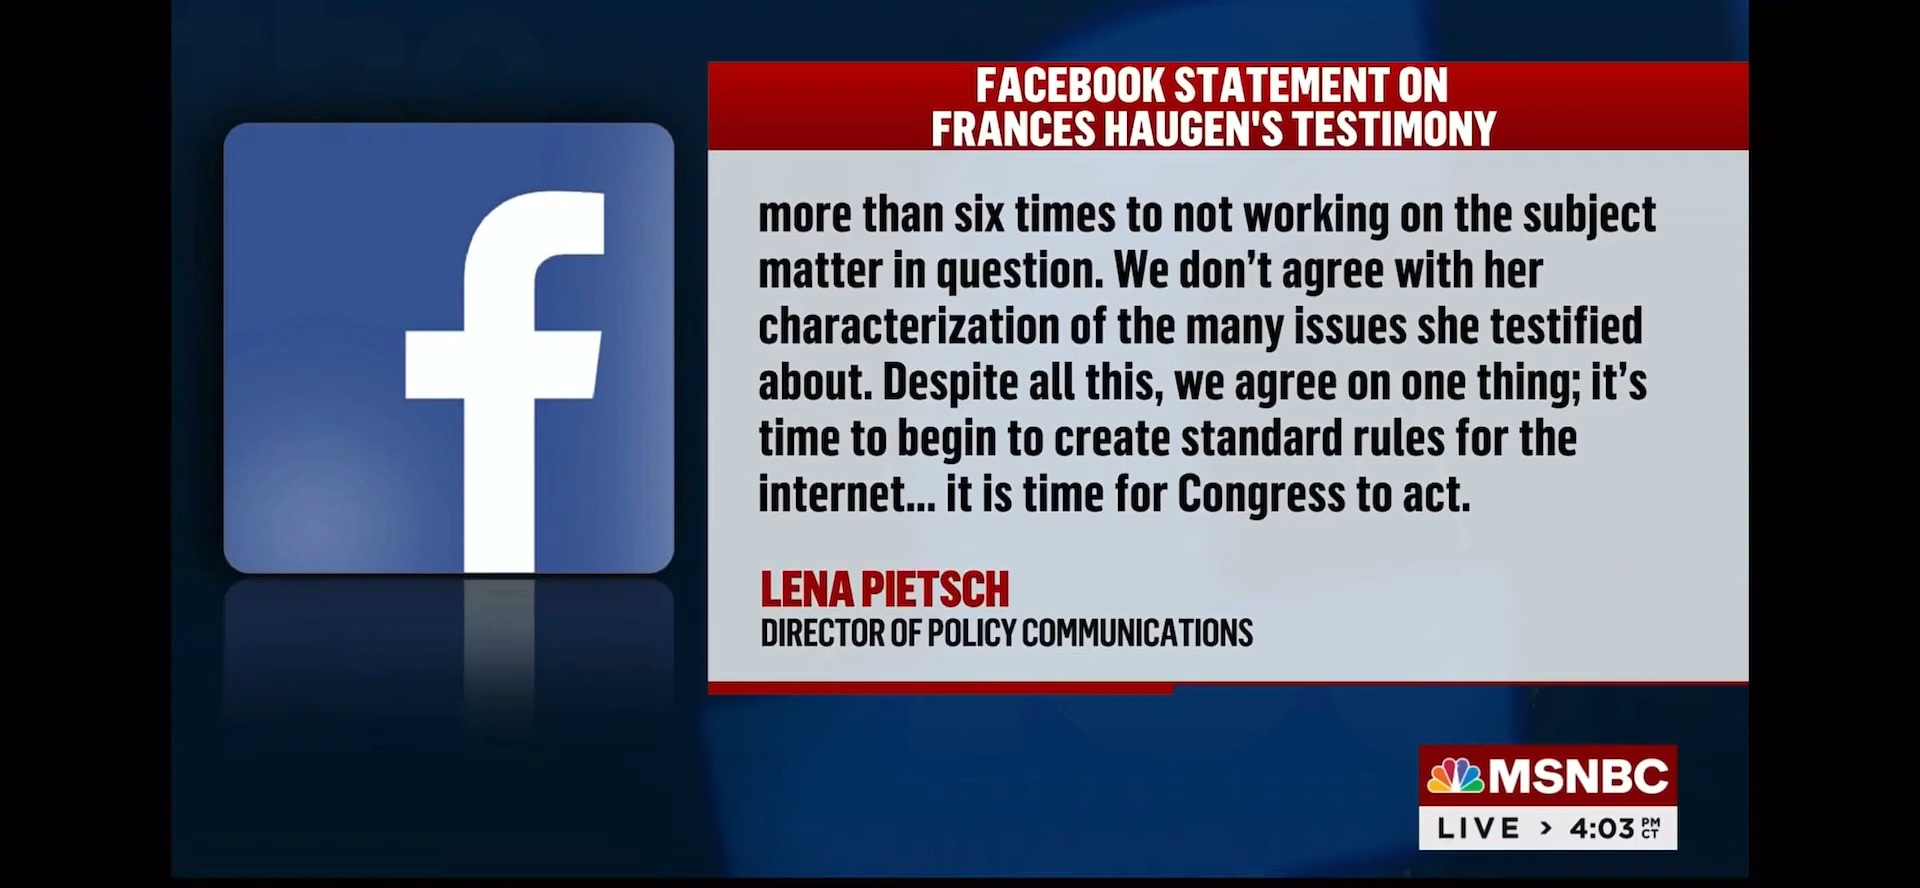 FACEBOOK STATEMENT ON
FRANCES HAUGEN'S TESTIMONY
more than six times to not working on the subject
matter in question. We don’t agree with her
characterization of the many issues she testified
about. Despite all this, we agree on one thing; it’s
time to begin to create standard rules for the
internet... it is time for Congress to act.
LENA PIETSCH
DIRECTOR OF POLICY COMMUNICATIONS
MSNBC
LIVE > 4:03 PM CT